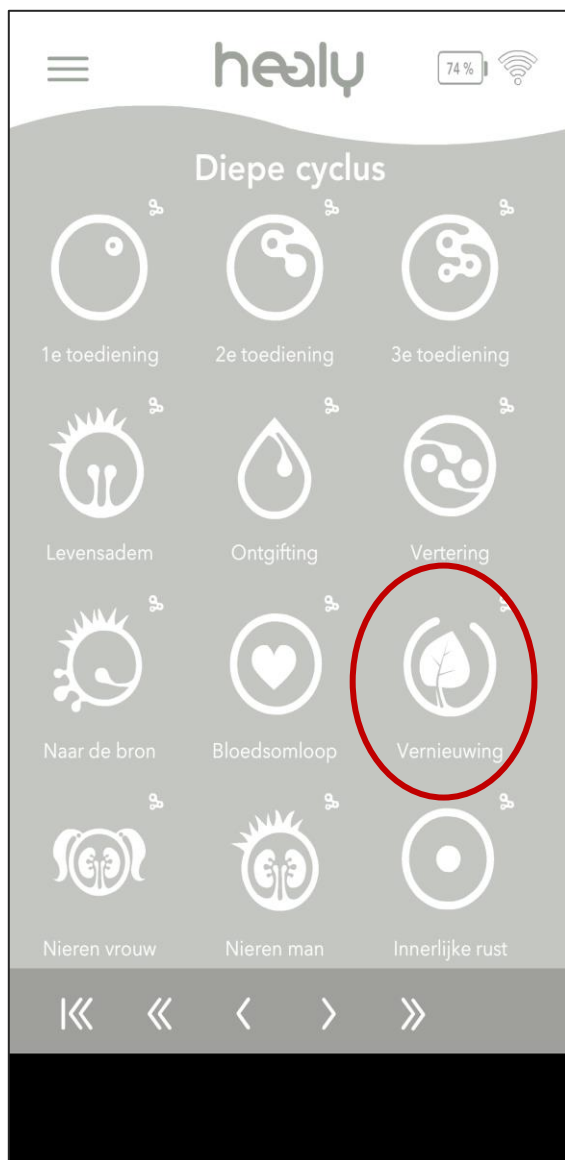 healy
74 %
Diepe cyclus
1e toediening
2e toediening
3e toediening
Levensadem
Ontgifting
Vertering
Naar de bron
Bloedsomloop
Vernieuwing
Nieren vrouw
Nieren man
Innerlijke rust